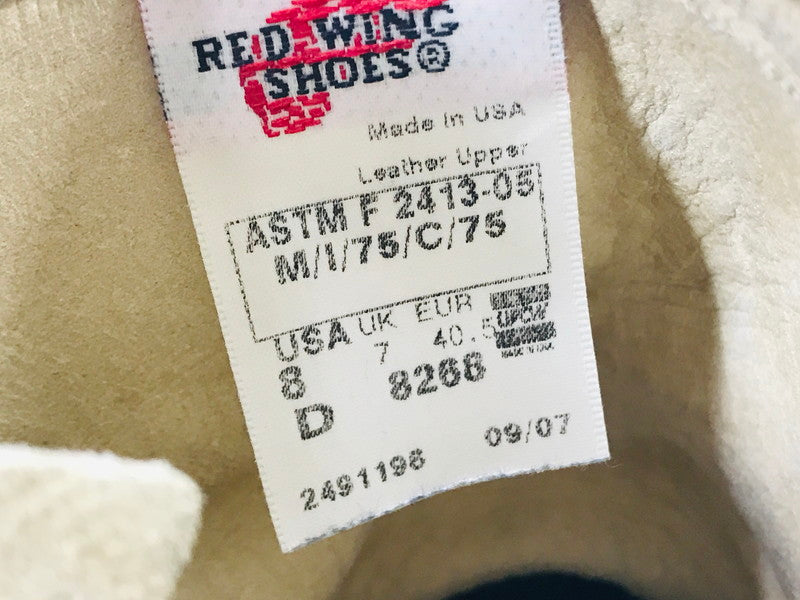 RED WING
SHOES®
Made in USA
Leather Upper
ASTM F 2413-05
M/I/75/C/75
USA UK EUR
8 7 40.5
D 8266
2491196 09/07